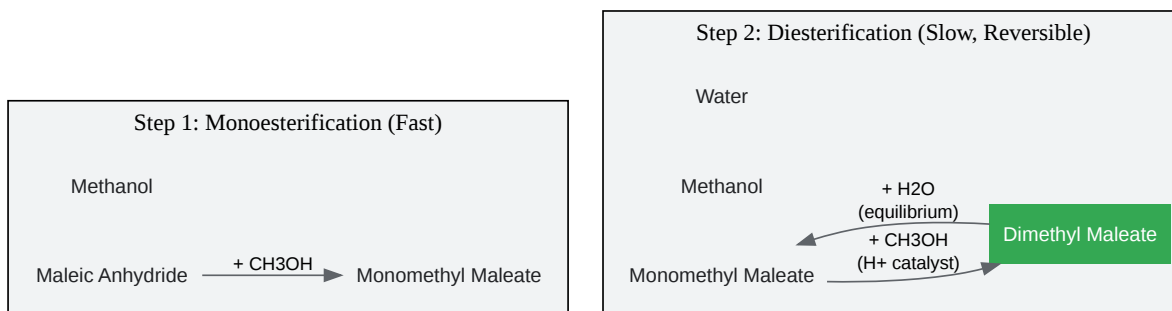 Step 1: Monoesterification (Fast)
Methanol
Maleic Anhydride
+ CH3OH
Monomethyl Maleate
Step 2: Diesterification (Slow, Reversible)
Water
Methanol
+ H2O
(equilibrium)
Dimethyl Maleate
+ CH3OH
(H+ catalyst)
Monomethyl Maleate